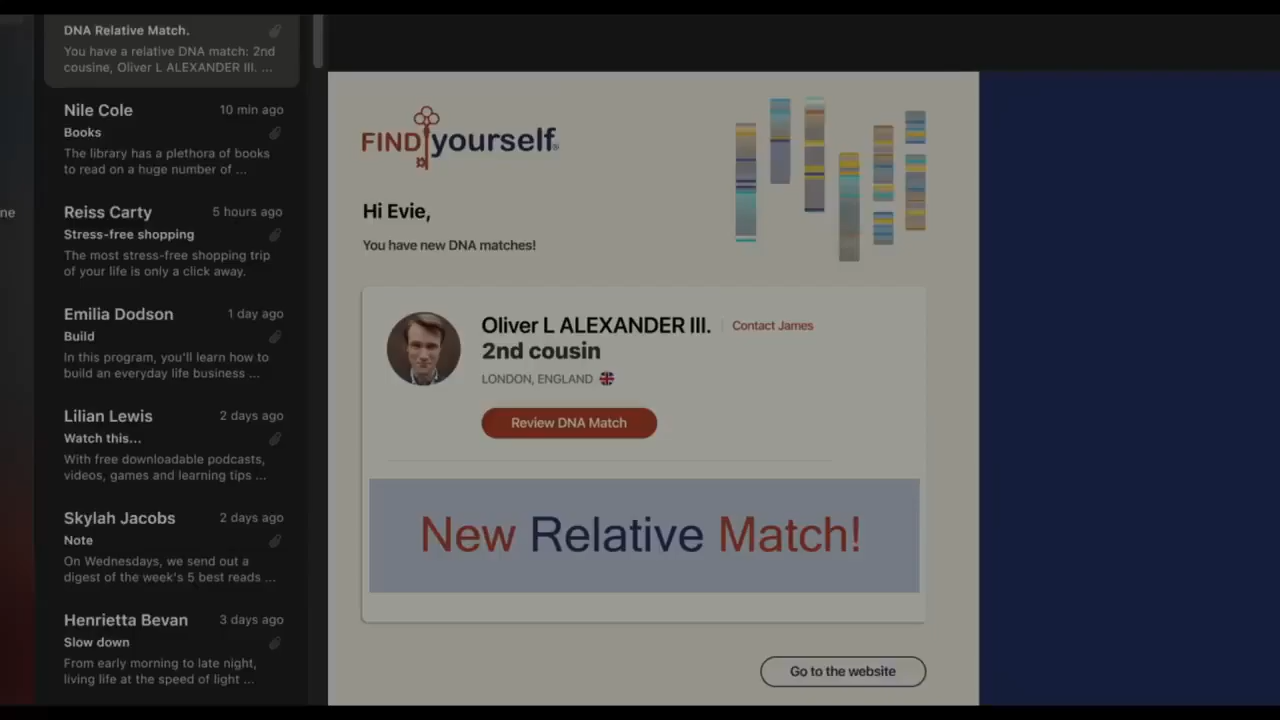 DNA Relative Match.
You have a relative DNA match: 2nd
cousine, Oliver L ALEXANDER III. ...
Nile Cole 10 min ago
Books
The library has a plethora of books
to read on a huge number of ...
ne
Reiss Carty 5 hours ago
Stress-free shopping
The most stress-free shopping trip
of your life is only a click away.
Emilia Dodson 1 day ago
Build
In this program, you'll learn how to
build an everyday life business ...
Lilian Lewis 2 days ago
Watch this...
With free downloadable podcasts,
videos, games and learning tips ...
Skylah Jacobs 2 days ago
Note
On Wednesdays, we send out a
digest of the week's 5 best reads ...
Henrietta Bevan 3 days ago
Slow down
From early morning to late night,
living life at the speed of light ...
FIND yourself
Hi Evie,
You have new DNA matches!
Oliver L ALEXANDER III. Contact James
2nd cousin
LONDON, ENGLAND
Review DNA Match
New Relative Match!
Go to the website